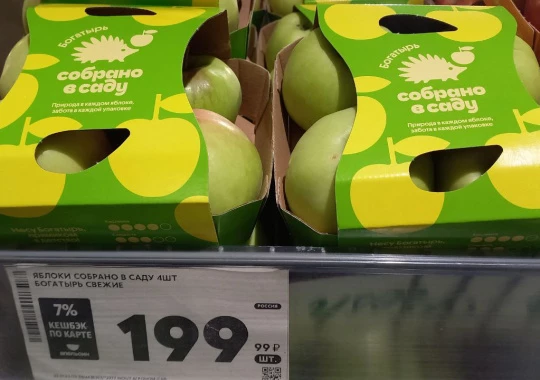 Богатырь
собрано
в саду
Природа в каждом яблоке,
забота в каждой упаковке
Богатырь
собрано
в саду
Природа в каждом яблоке,
забота в каждой упаковке
ЯБЛОКИ СОБРАНО В САДУ 4ШТ
БОГАТЫРЬ СВЕЖИЕ
РОССИЯ
7%
КЕШБЭК
ПО КАРТЕ
199 99 ₽
ШТ.